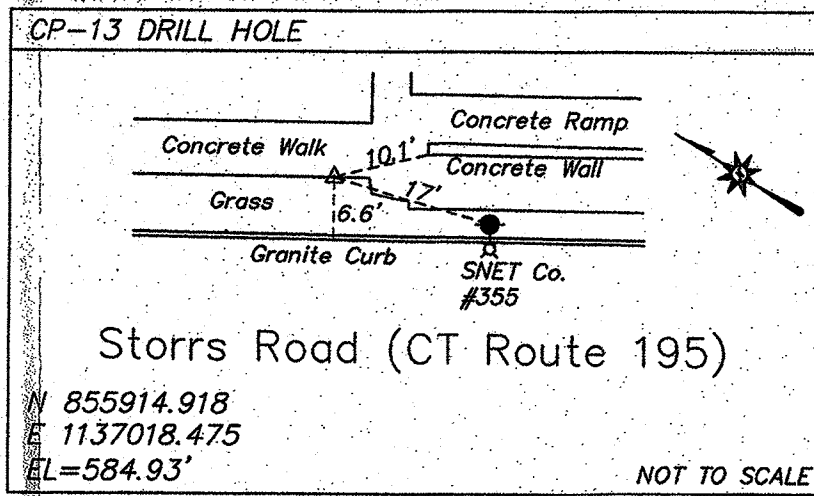 CP-13 DRILL HOLE
Concrete Ramp
Concrete Walk
10.1'
Concrete Wall
17'
Grass
6.6'
Granite Curb
SNET Co.
#355
Storrs Road (CT Route 195)
N 855914.918
E 1137018.475
EL=584.93'
NOT TO SCALE